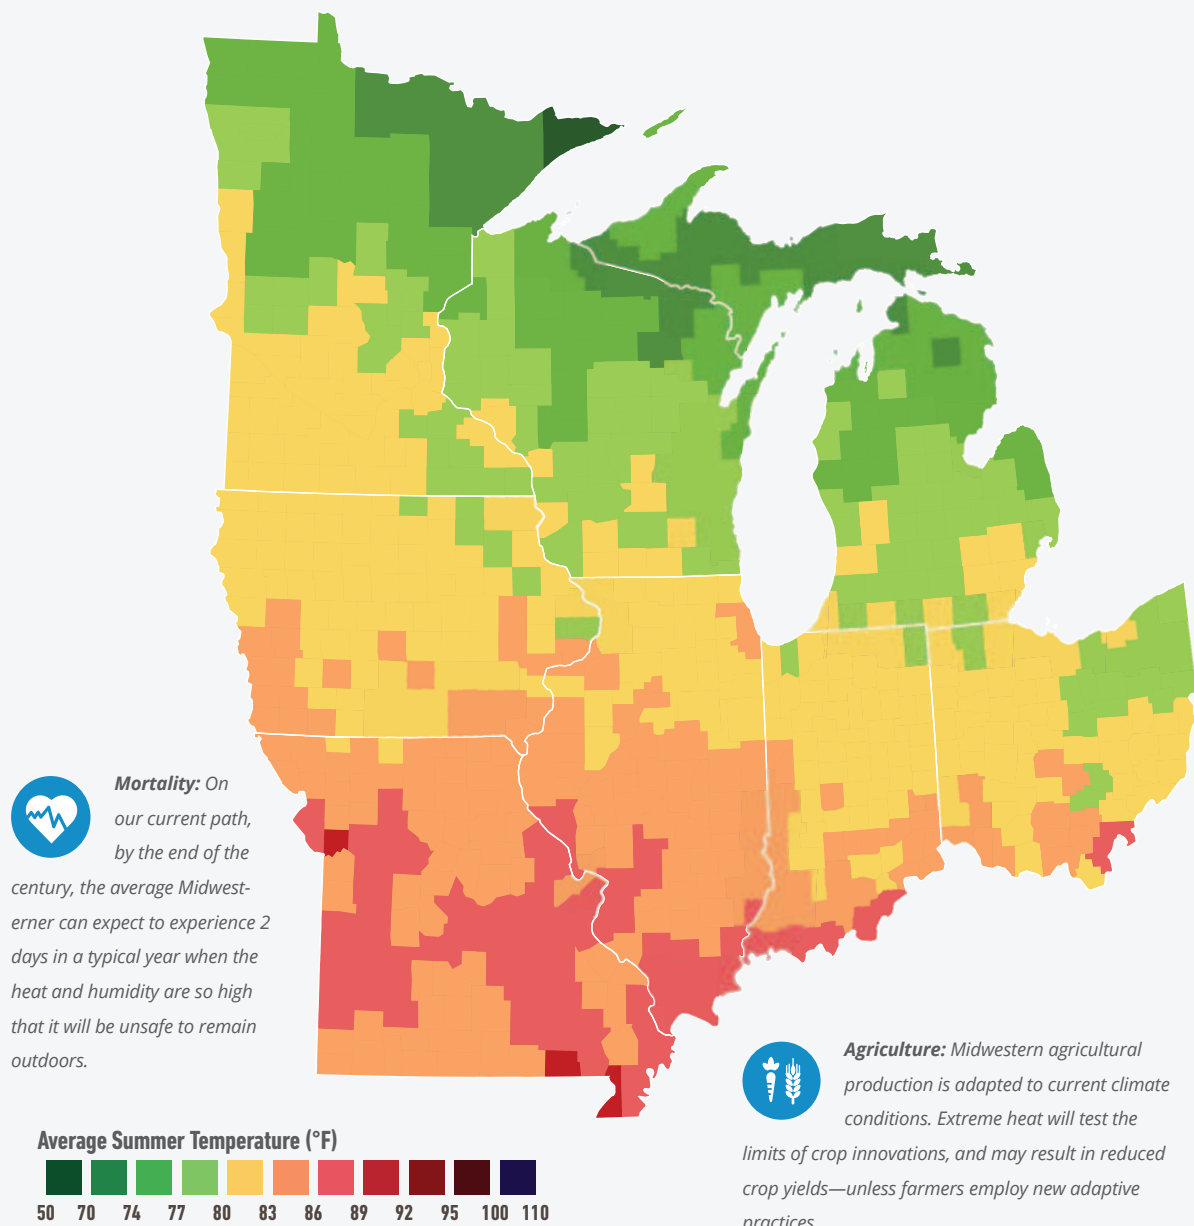 Mortality: On
our current path,
by the end of the
century, the average Midwest-
erner can expect to experience 2
days in a typical year when the
heat and humidity are so high
that it will be unsafe to remain
outdoors.
Agriculture: Midwestern agricultural
production is adapted to current climate
conditions. Extreme heat will test the
limits of crop innovations, and may result in reduced
crop yields—unless farmers employ new adaptive
practices
Average Summer Temperature (°F)
50 70 74 77 80 83 86 89 92 95 100 110